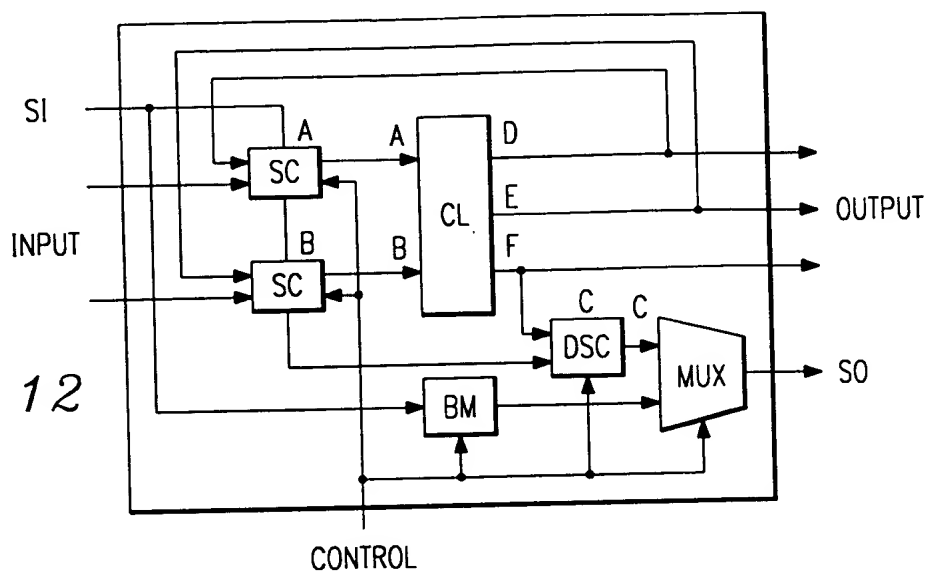 SI
A
A
D
SC
E
CL
OUTPUT
INPUT
B
B
F
SC
C
C
DSC
MUX
SO
12
BM
CONTROL